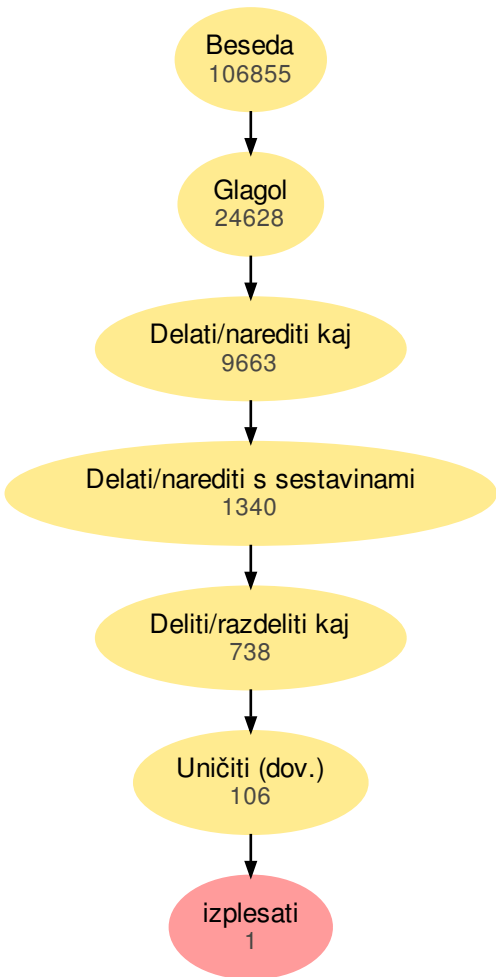 Beseda
106855
Glagol
24628
Delati/narediti kaj
9663
Delati/narediti s sestavinami
1340
Deliti/razdeliti kaj
738
Uničiti (dov.)
106
izplesati
1